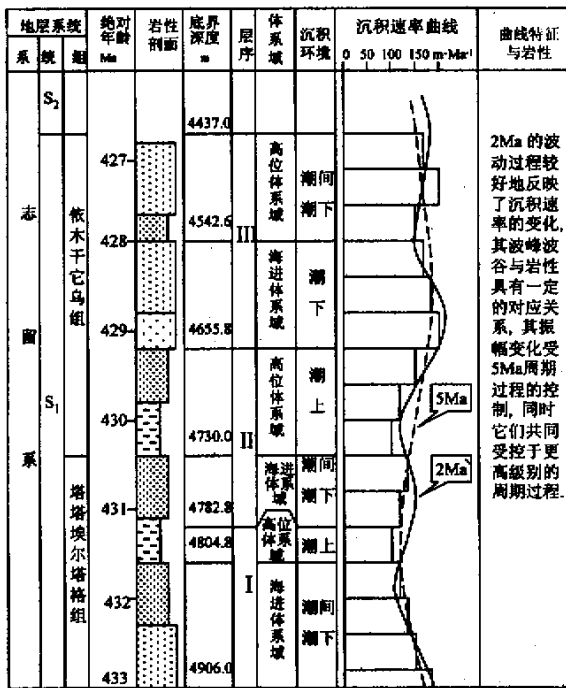 地层系统
系
统
组
绝对
年龄
Ma
岩性
剖面
底界
深度
m
层
序
体
系
域
沉积
环境
沉积速率曲线
0 50 100 150 m·Ma⁻¹
曲线特征
与岩性
志
留
系
S₂
S₁
依
木
干
它
乌
组
塔
塔
埃
尔
塔
格
组
427
428
429
430
431
432
433
4437.0
4542.6
4655.8
4730.0
4782.8
4804.8
4906.0
III
II
I
高
位
体
系
域
海
进
体
系
域
高
位
体
系
域
海进
体系
域
高位
体系
域
海
进
体
系
域
潮间
潮下
潮
下
潮
上
潮间
潮下
潮上
潮间
潮下
5Ma
2Ma
2Ma 的波
动过程较
好地反映
了沉积速
率的变化,
其波峰波
谷与岩性
具有一定
的对应关
系, 其振
幅变化受
5Ma周期
过程的控
制, 同时
它们共同
受控于更
高级别的
周期过程.